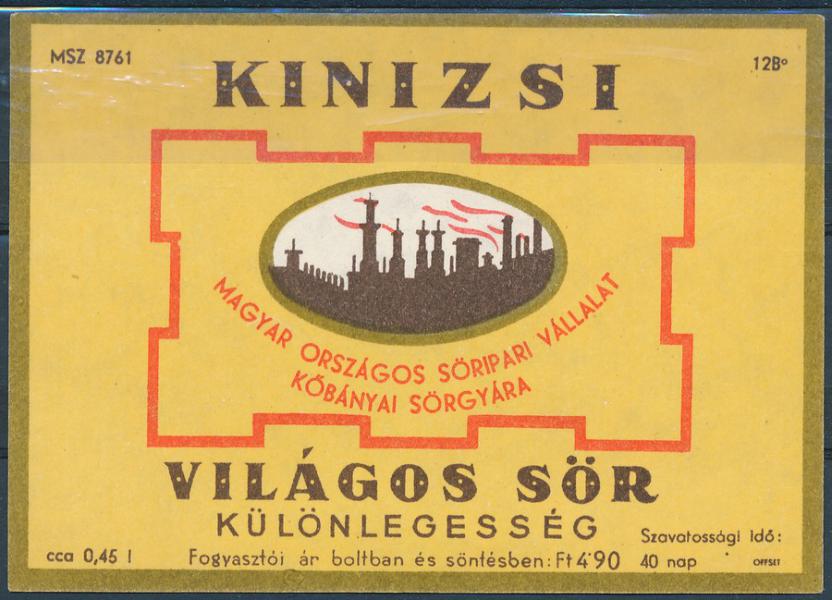 MSZ 8761
12B°
KINIZSI
MAGYAR ORSZÁGOS SÖRIPARI VÁLLALAT
KŐBÁNYAI SÖRGYÁRA
VILÁGOS SÖR
KÜLÖNLEGESSÉG
Szavatossági idő:
cca 0,45 l
Fogyasztói ár boltban és söntésben: Ft 4'90
40 nap
OFFSET